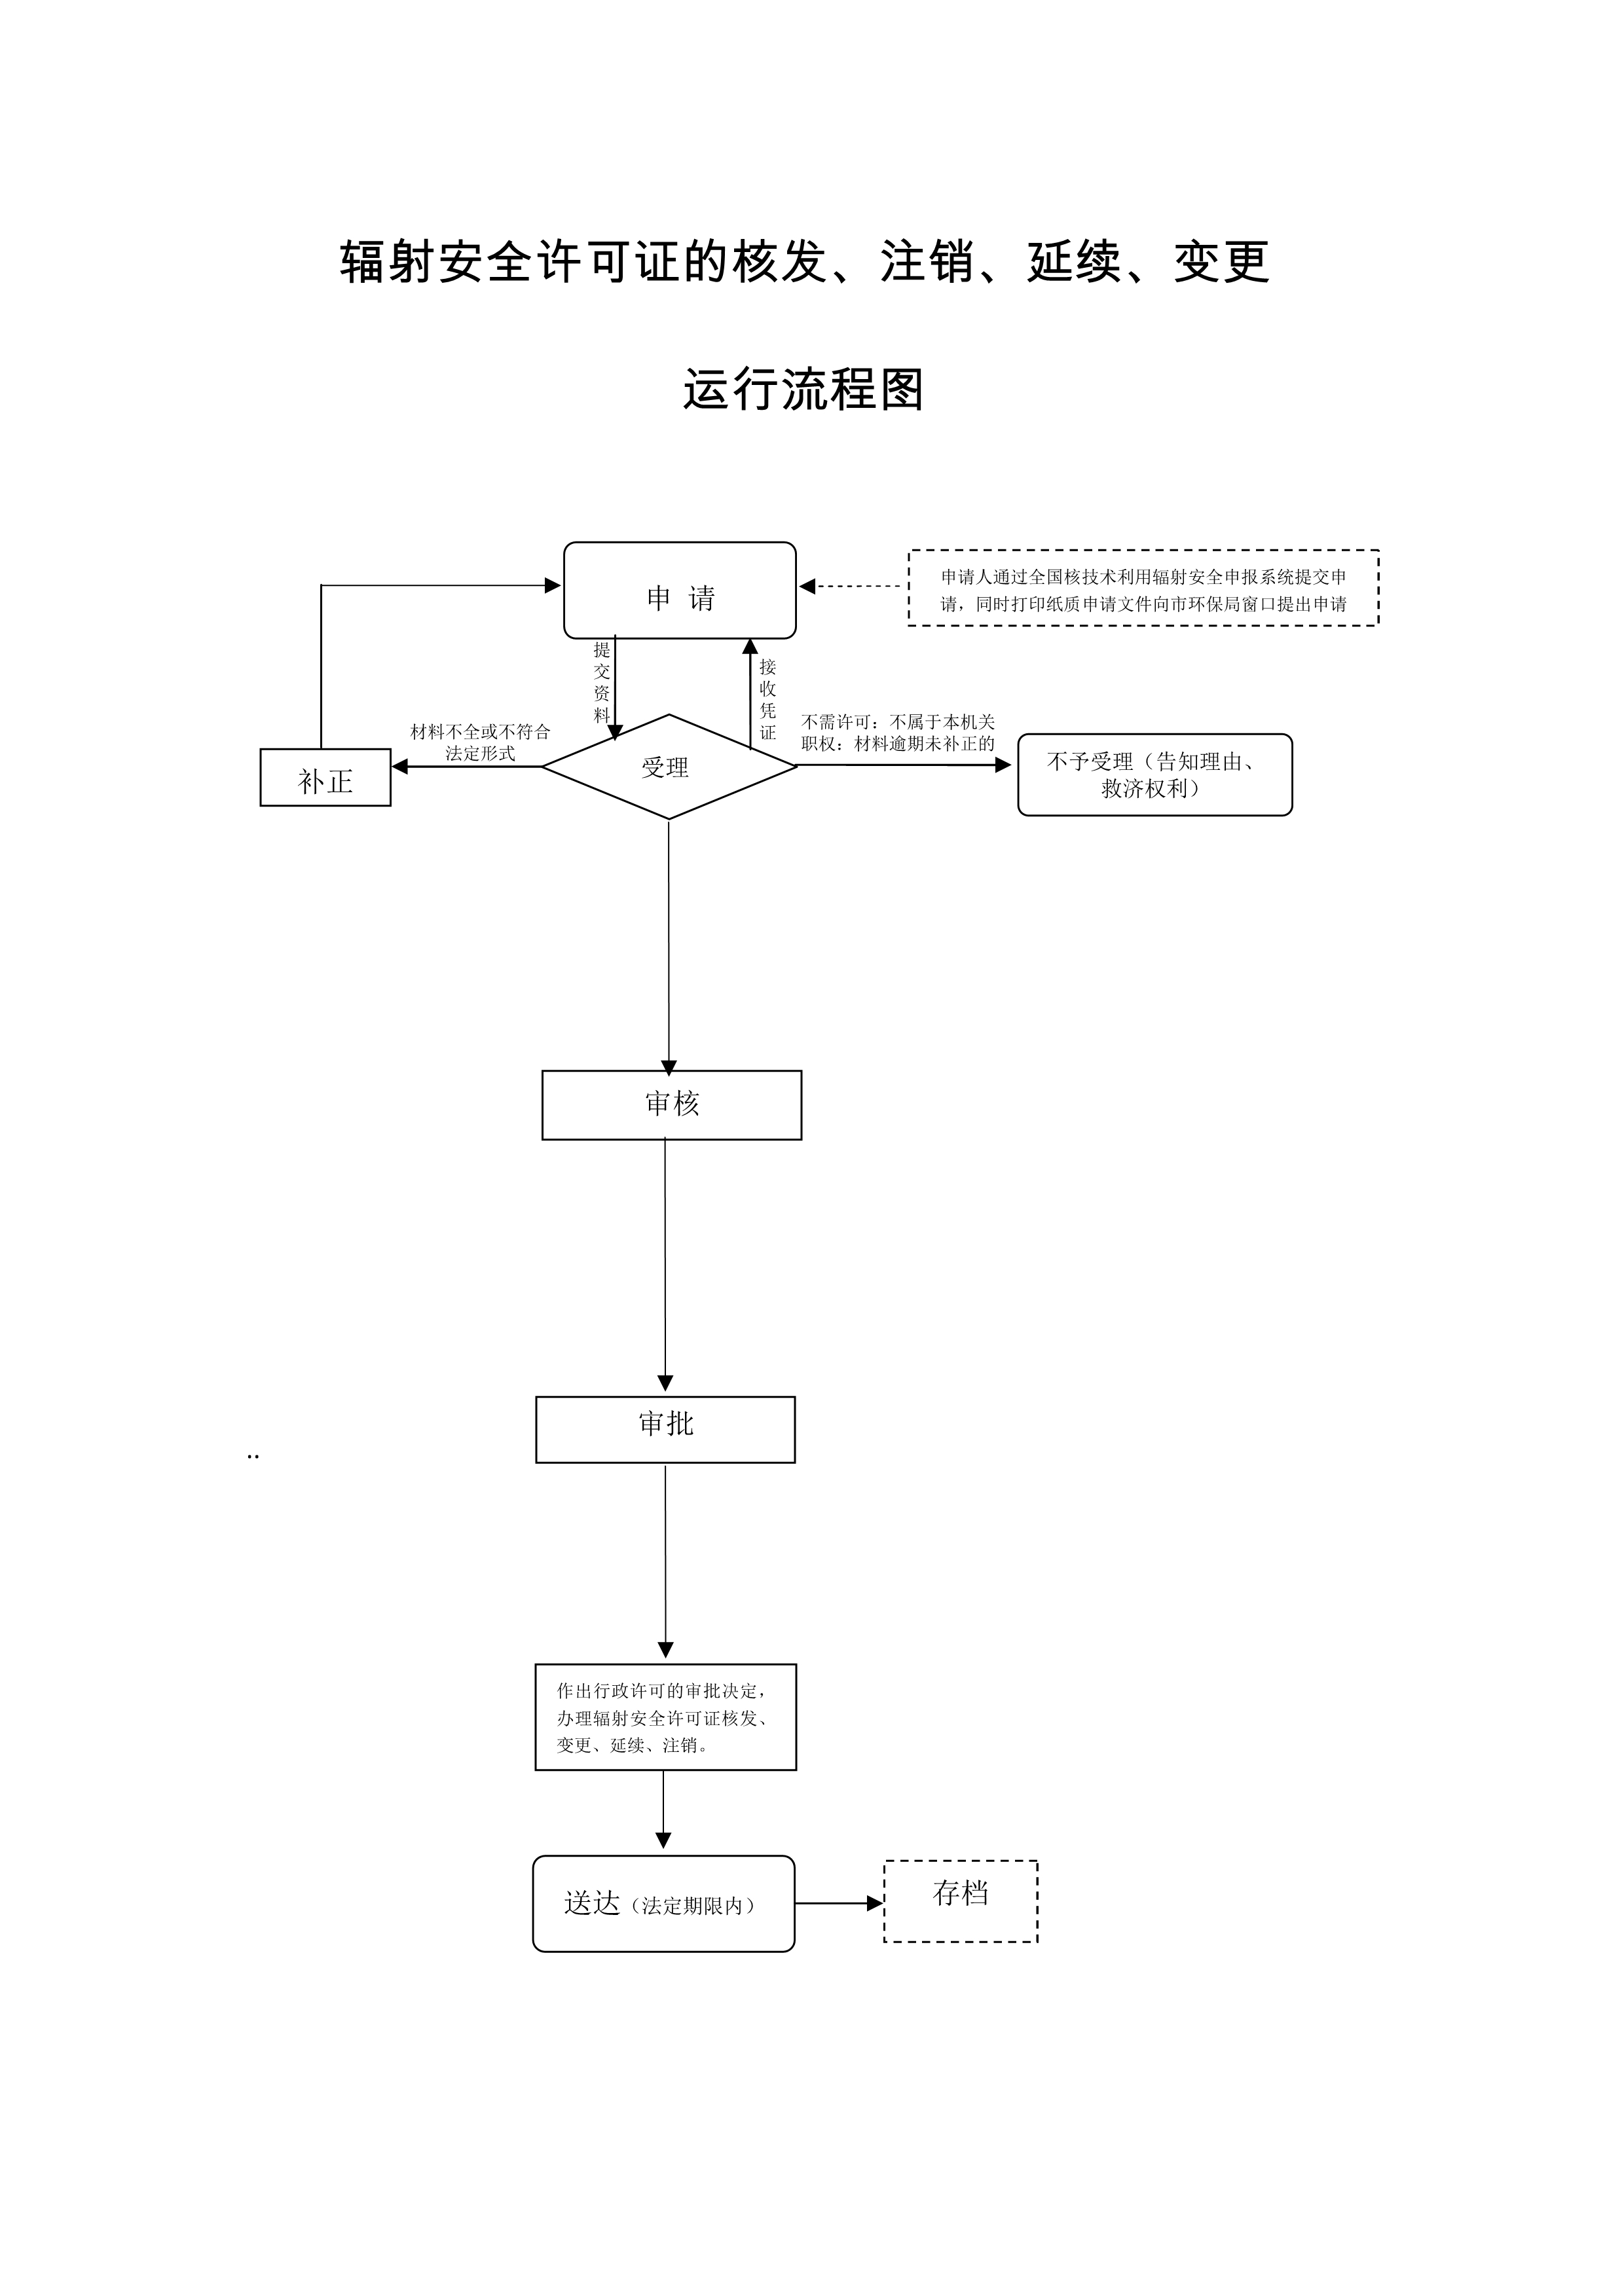 辐射安全许可证的核发、注销、延续、变更
运行流程图
申 请
申请人通过全国核技术利用辐射安全申报系统提交申
请，同时打印纸质申请文件向市环保局窗口提出申请
提
交
资
料
接
收
凭
证
材料不全或不符合
法定形式
不需许可：不属于本机关
职权：材料逾期未补正的
补正
受理
不予受理（告知理由、
救济权利）
审核
审批
..
作出行政许可的审批决定，
办理辐射安全许可证核发、
变更、延续、注销。
送达（法定期限内）
存档